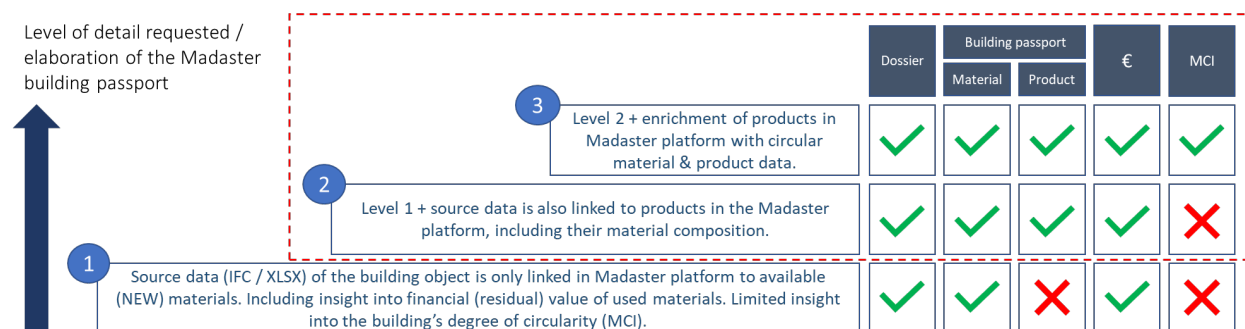 Level of detail requested /
elaboration of the Madaster
building passport
Dossier
Building passport
Material
Product
€
MCI
3
Level 2 + enrichment of products in
Madaster platform with circular
material & product data.
2
Level 1 + source data is also linked to products in the Madaster
platform, including their material composition.
1
Source data (IFC / XLSX) of the building object is only linked in Madaster platform to available
(NEW) materials. Including insight into financial (residual) value of used materials. Limited insight
into the building’s degree of circularity (MCI).